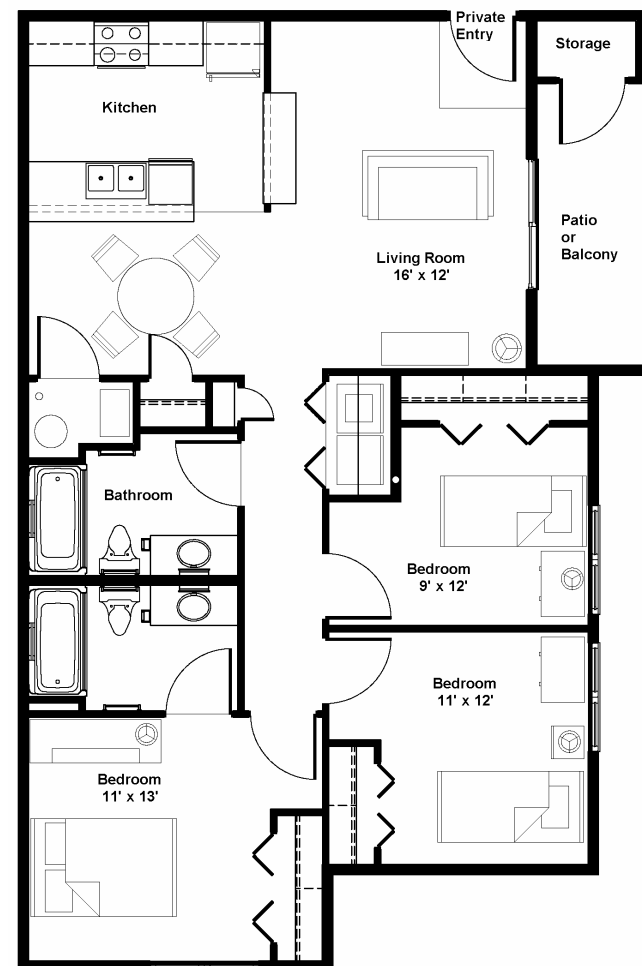 Private
Entry
Storage
Kitchen
Patio
or
Balcony
Living Room
16' x 12'
Bathroom
Bedroom
9' x 12'
Bedroom
11' x 12'
Bedroom
11' x 13'